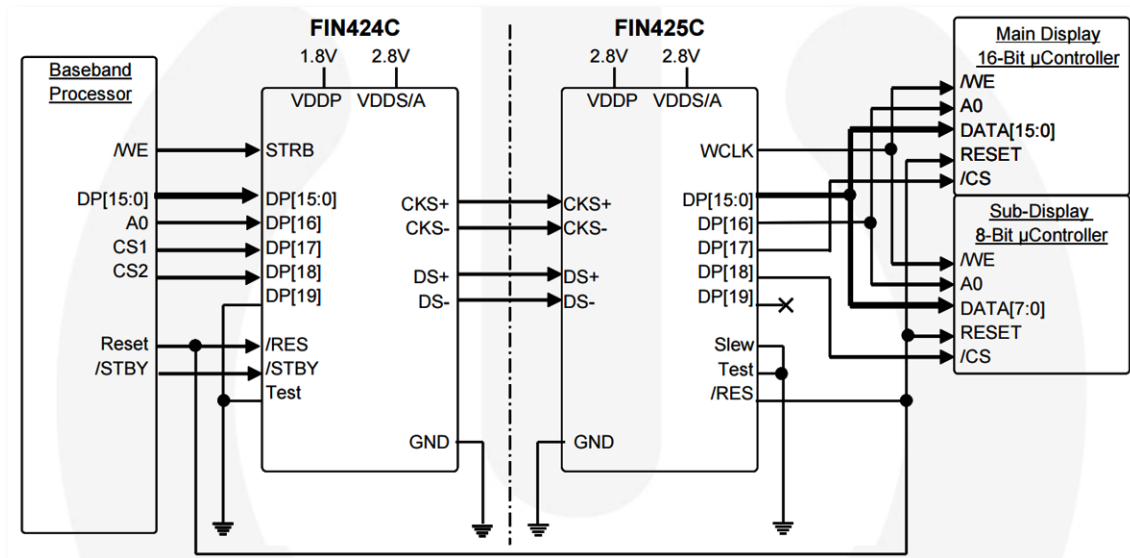 FIN424C
FIN425C
1.8V 2.8V
2.8V 2.8V
Baseband
Processor
/WE
DP[15:0]
A0
CS1
CS2
Reset
/STBY
VDDP VDDS/A
STRB
DP[15:0]
DP[16]
DP[17]
DP[18]
DP[19]
/RES
/STBY
Test
CKS+
CKS-
DS+
DS-
GND
VDDP VDDS/A
CKS+
CKS-
DS+
DS-
GND
WCLK
DP[15:0]
DP[16]
DP[17]
DP[18]
DP[19]
Slew
Test
/RES
Main Display
16-Bit µController
/WE
A0
DATA[15:0]
RESET
/CS
Sub-Display
8-Bit µController
/WE
A0
DATA[7:0]
RESET
/CS